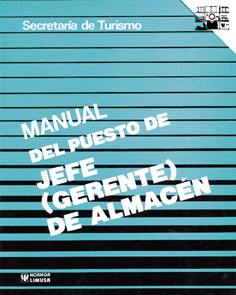 Secretaría de Turismo
MANUAL
DEL PUESTO DE
JEFE
(GERENTE)
DE ALMACÉN
NORIEGA
LIMUSA